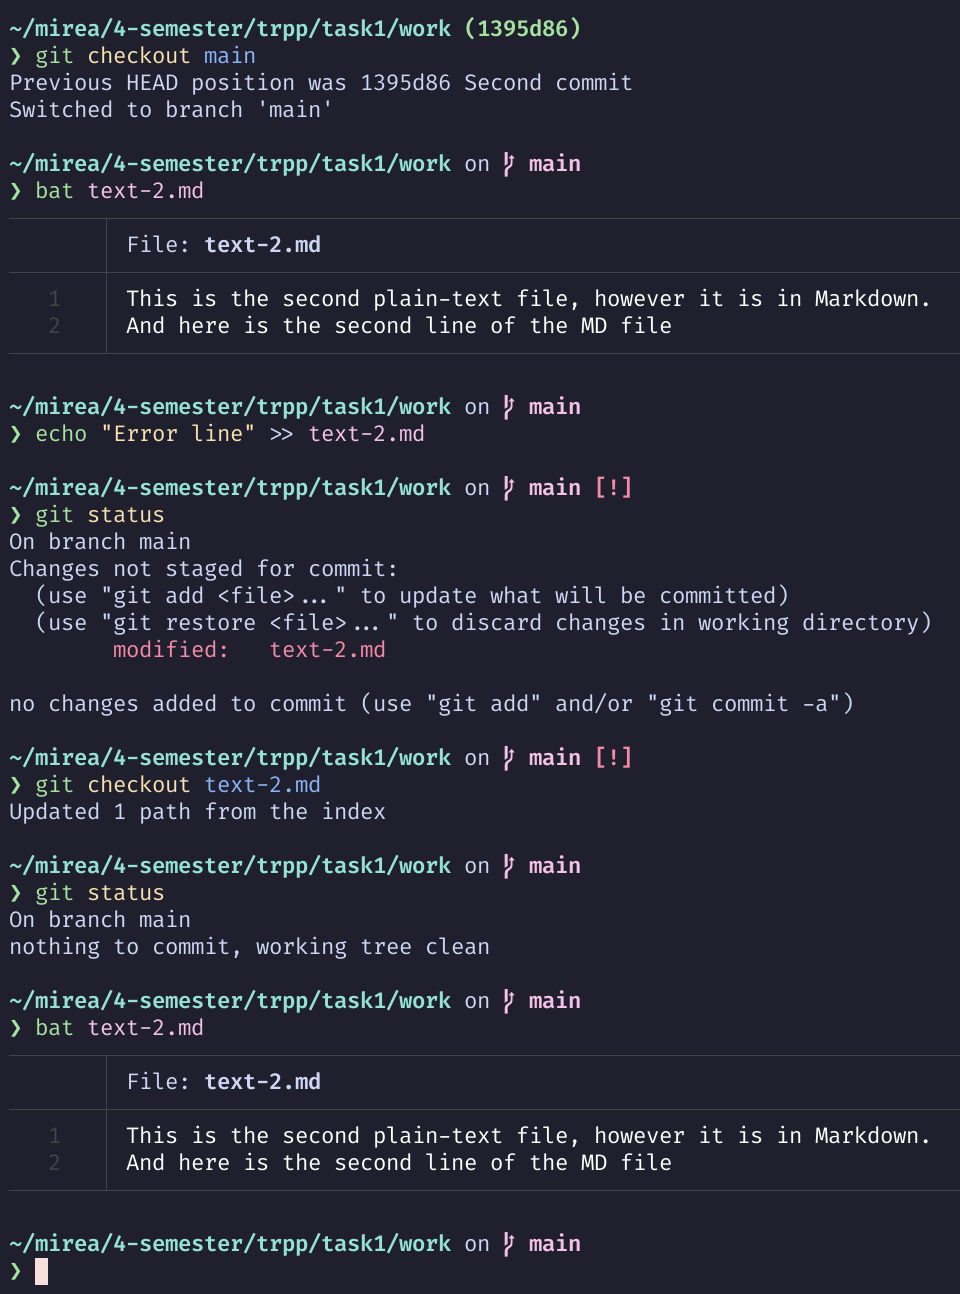 ~/mirea/4-semester/trpp/task1/work (1395d86)
❯ git checkout main
Previous HEAD position was 1395d86 Second commit
Switched to branch 'main'
~/mirea/4-semester/trpp/task1/work on main
❯ bat text-2.md
File: text-2.md
1 This is the second plain-text file, however it is in Markdown.
2 And here is the second line of the MD file
~/mirea/4-semester/trpp/task1/work on main
❯ echo "Error line" >> text-2.md
~/mirea/4-semester/trpp/task1/work on main [!]
❯ git status
On branch main
Changes not staged for commit:
(use "git add <file>..." to update what will be committed)
(use "git restore <file>..." to discard changes in working directory)
modified: text-2.md
no changes added to commit (use "git add" and/or "git commit -a")
~/mirea/4-semester/trpp/task1/work on main [!]
❯ git checkout text-2.md
Updated 1 path from the index
~/mirea/4-semester/trpp/task1/work on main
❯ git status
On branch main
nothing to commit, working tree clean
~/mirea/4-semester/trpp/task1/work on main
❯ bat text-2.md
File: text-2.md
1 This is the second plain-text file, however it is in Markdown.
2 And here is the second line of the MD file
~/mirea/4-semester/trpp/task1/work on main
❯